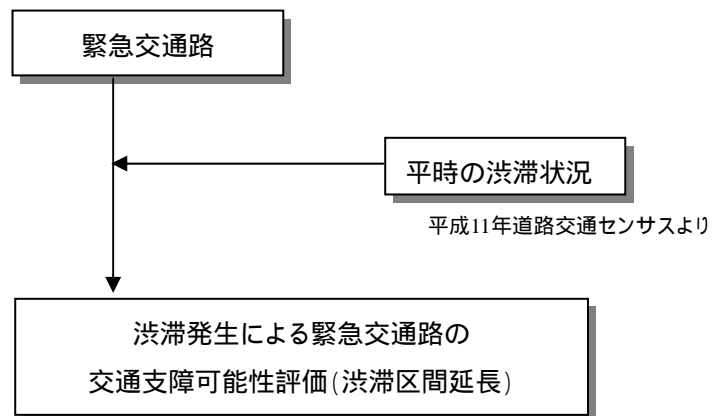 緊急交通路
平時の渋滞状況
平成11年道路交通センサスより
渋滞発生による緊急交通路の
交通支障可能性評価(渋滞区間延長)